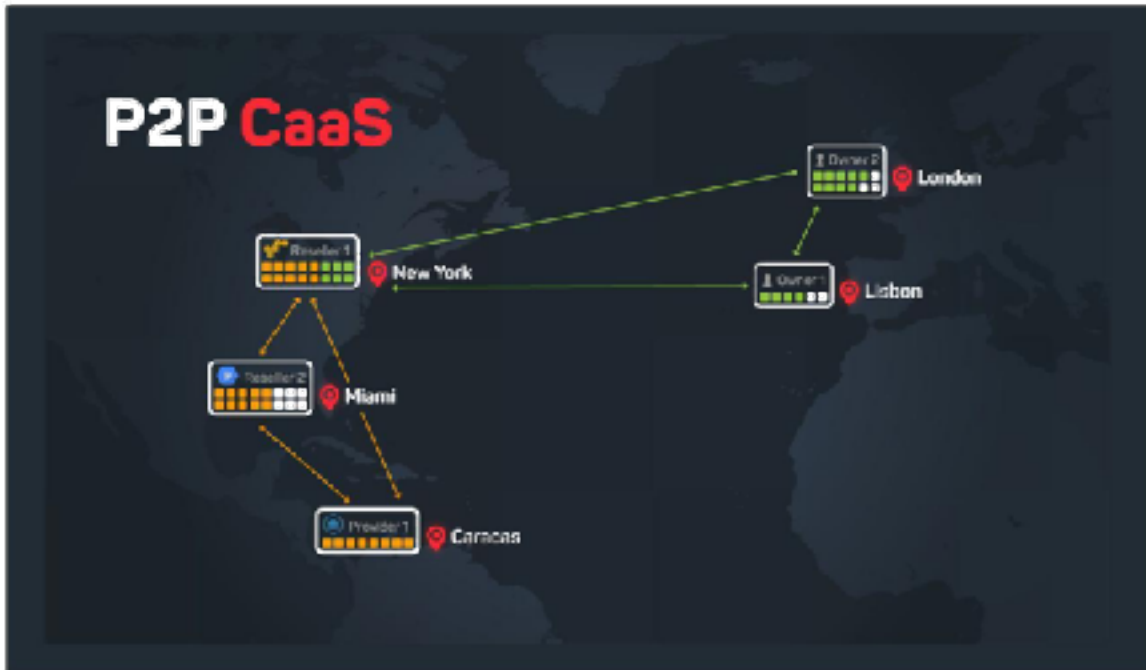 P2P CaaS
Owner 2
London
Reseller 1
New York
Owner 1
Lisbon
Reseller 2
Miami
Provider 1
Caracas